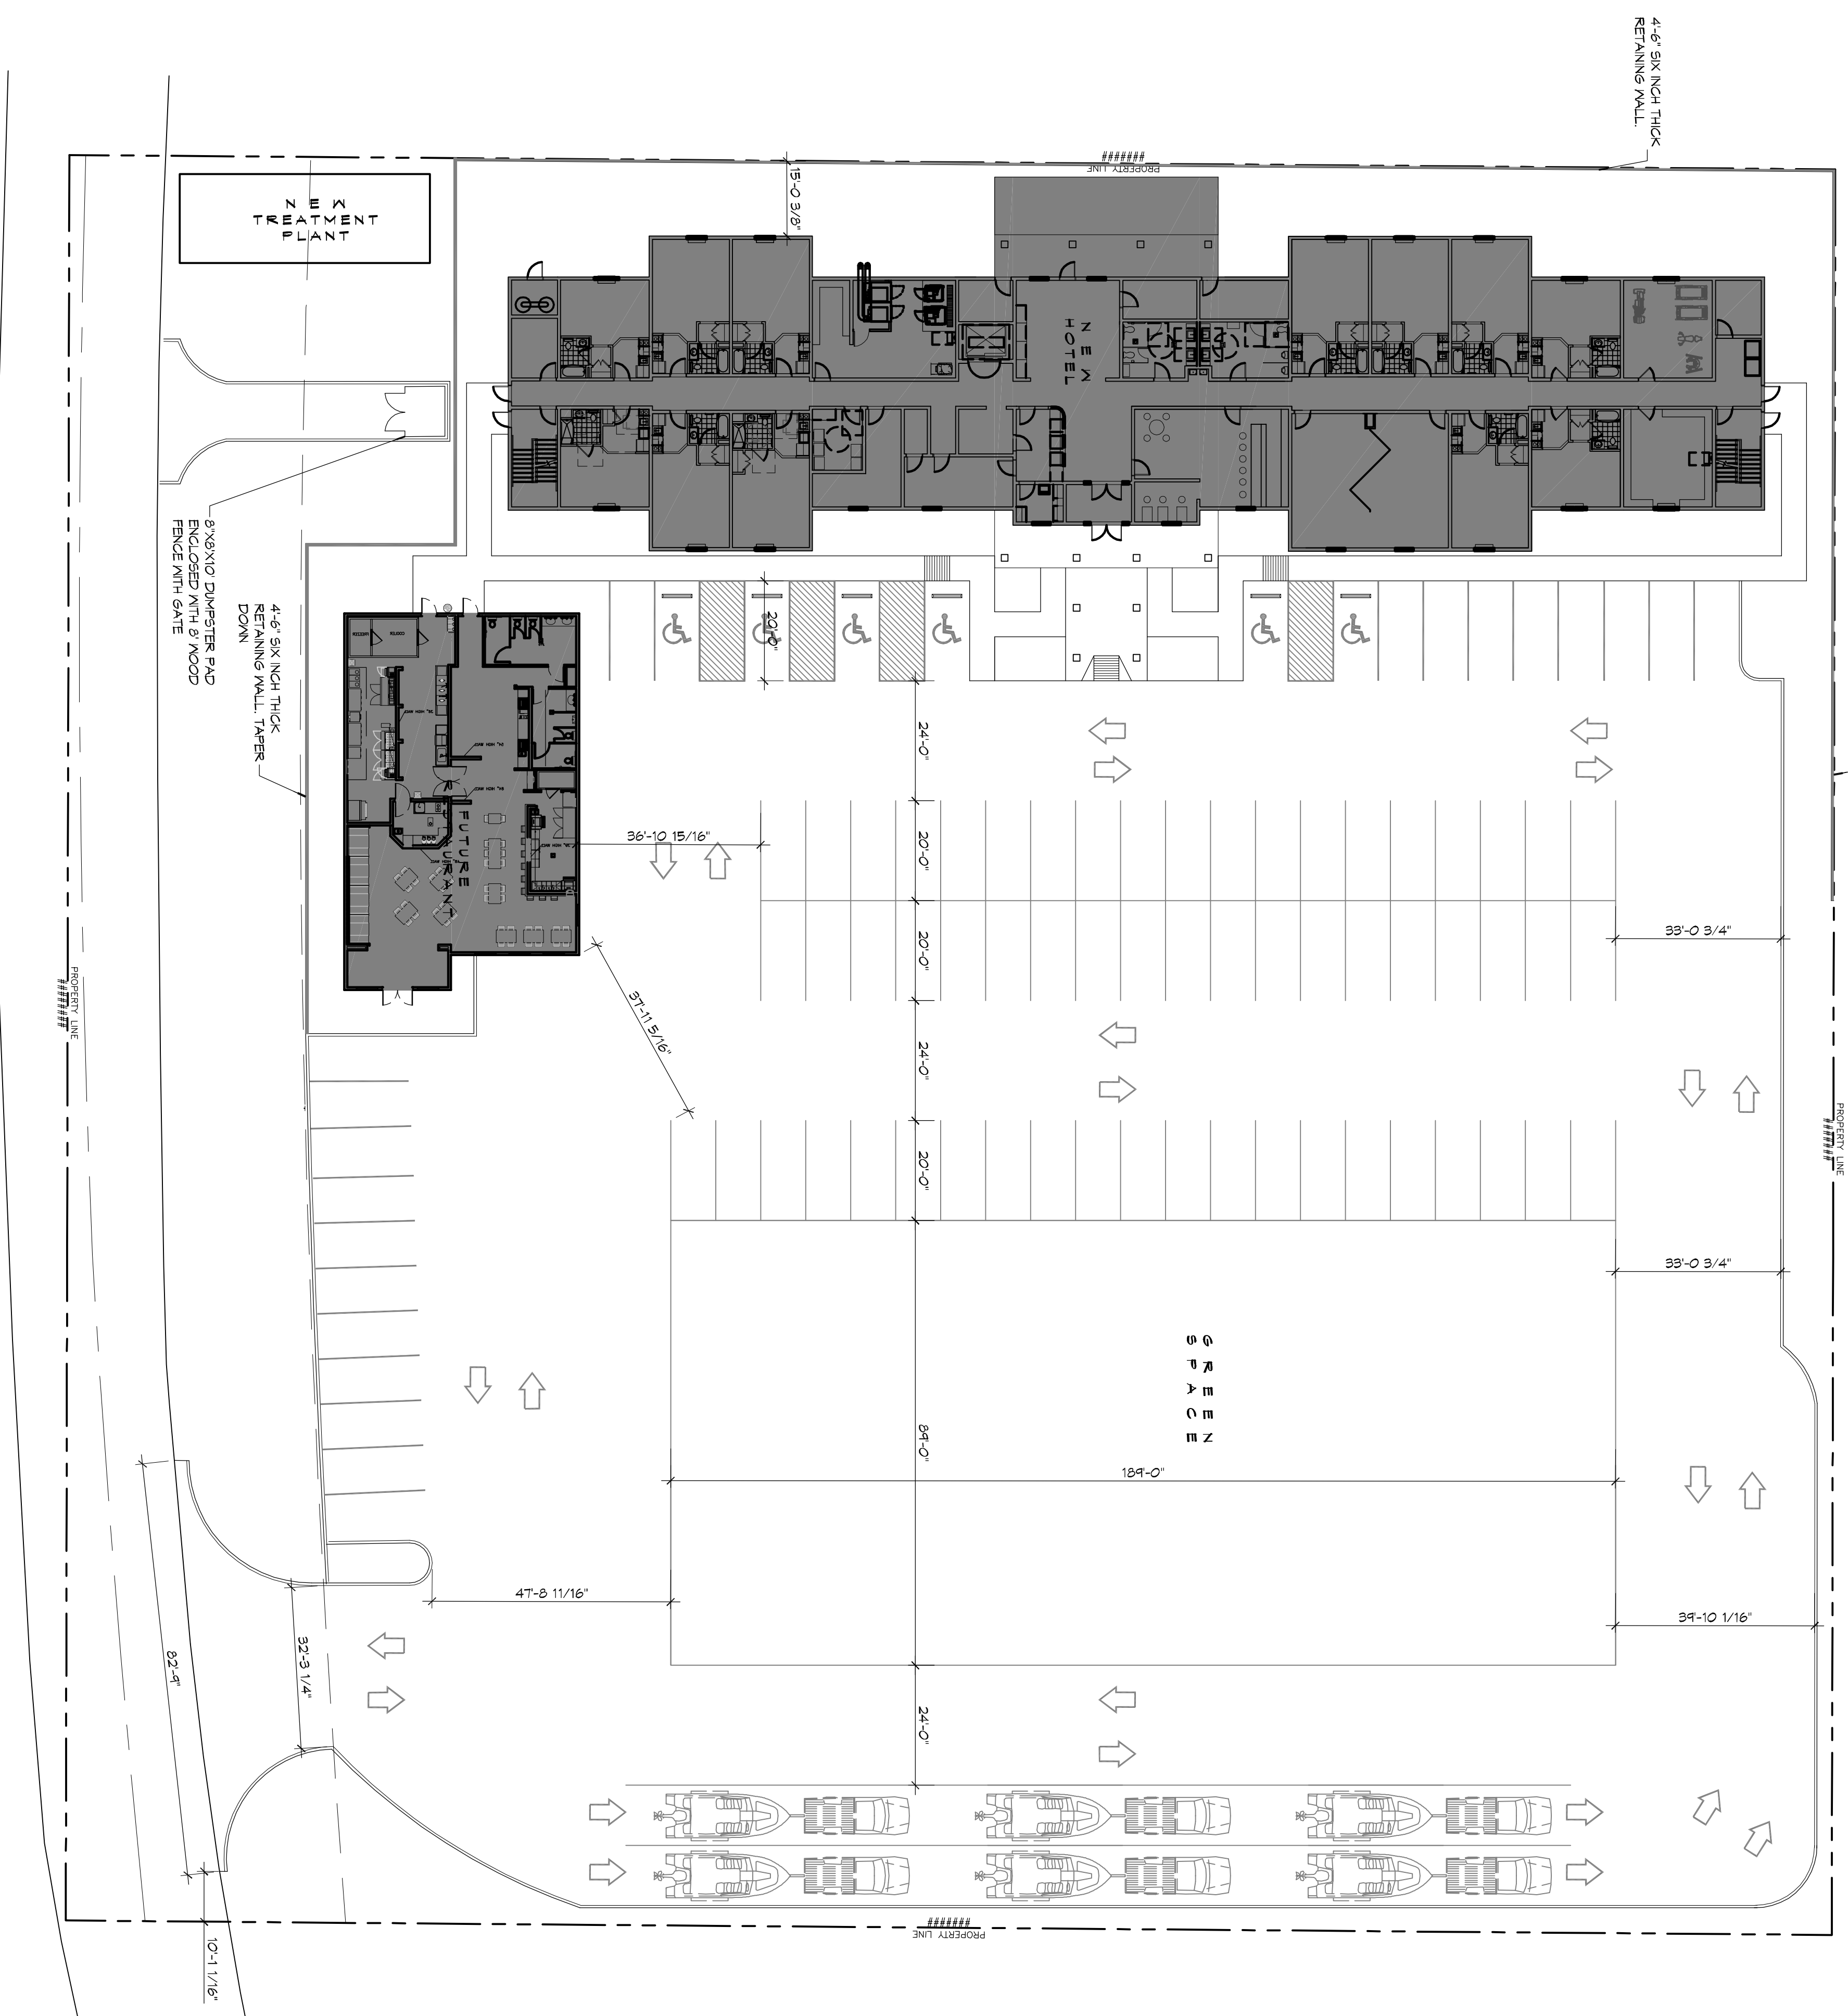 4'-6" SIX INCH THICK
RETAINING WALL.
#######
PROPERTY LINE
NEW
TREATMENT
PLANT
15'-0 3/8"
NEW
HOTEL
8"X8'X10' DUMPSTER PAD
ENCLOSED WITH 8' WOOD
FENCE WITH GATE
4'-6" SIX INCH THICK
RETAINING WALL. TAPER
DOWN
20'-0"
24'-0"
FREEZER
COOLER
FUTURE
36'-10 15/16"
20'-0"
20'-0"
33'-0 3/4"
37'-11 5/16"
24'-0"
PROPERTY LINE
########
PROPERTY LINE
#######
20'-0"
33'-0 3/4"
GREEN
SPACE
89'-0"
189'-0"
47'-8 11/16"
39'-10 1/16"
32'-3 1/4"
82'-9"
24'-0"
#######
PROPERTY LINE
10'-1 1/16"